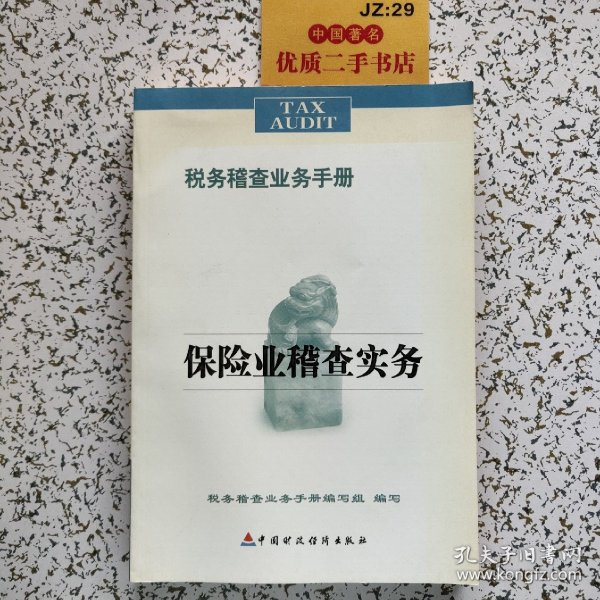 JZ:29
中国著名
优质二手书店
TAX
AUDIT
税务稽查业务手册
保险业稽查实务
税务稽查业务手册编写组 编写
中国财政经济出版社
孔夫子旧书网
www.kongfz.com